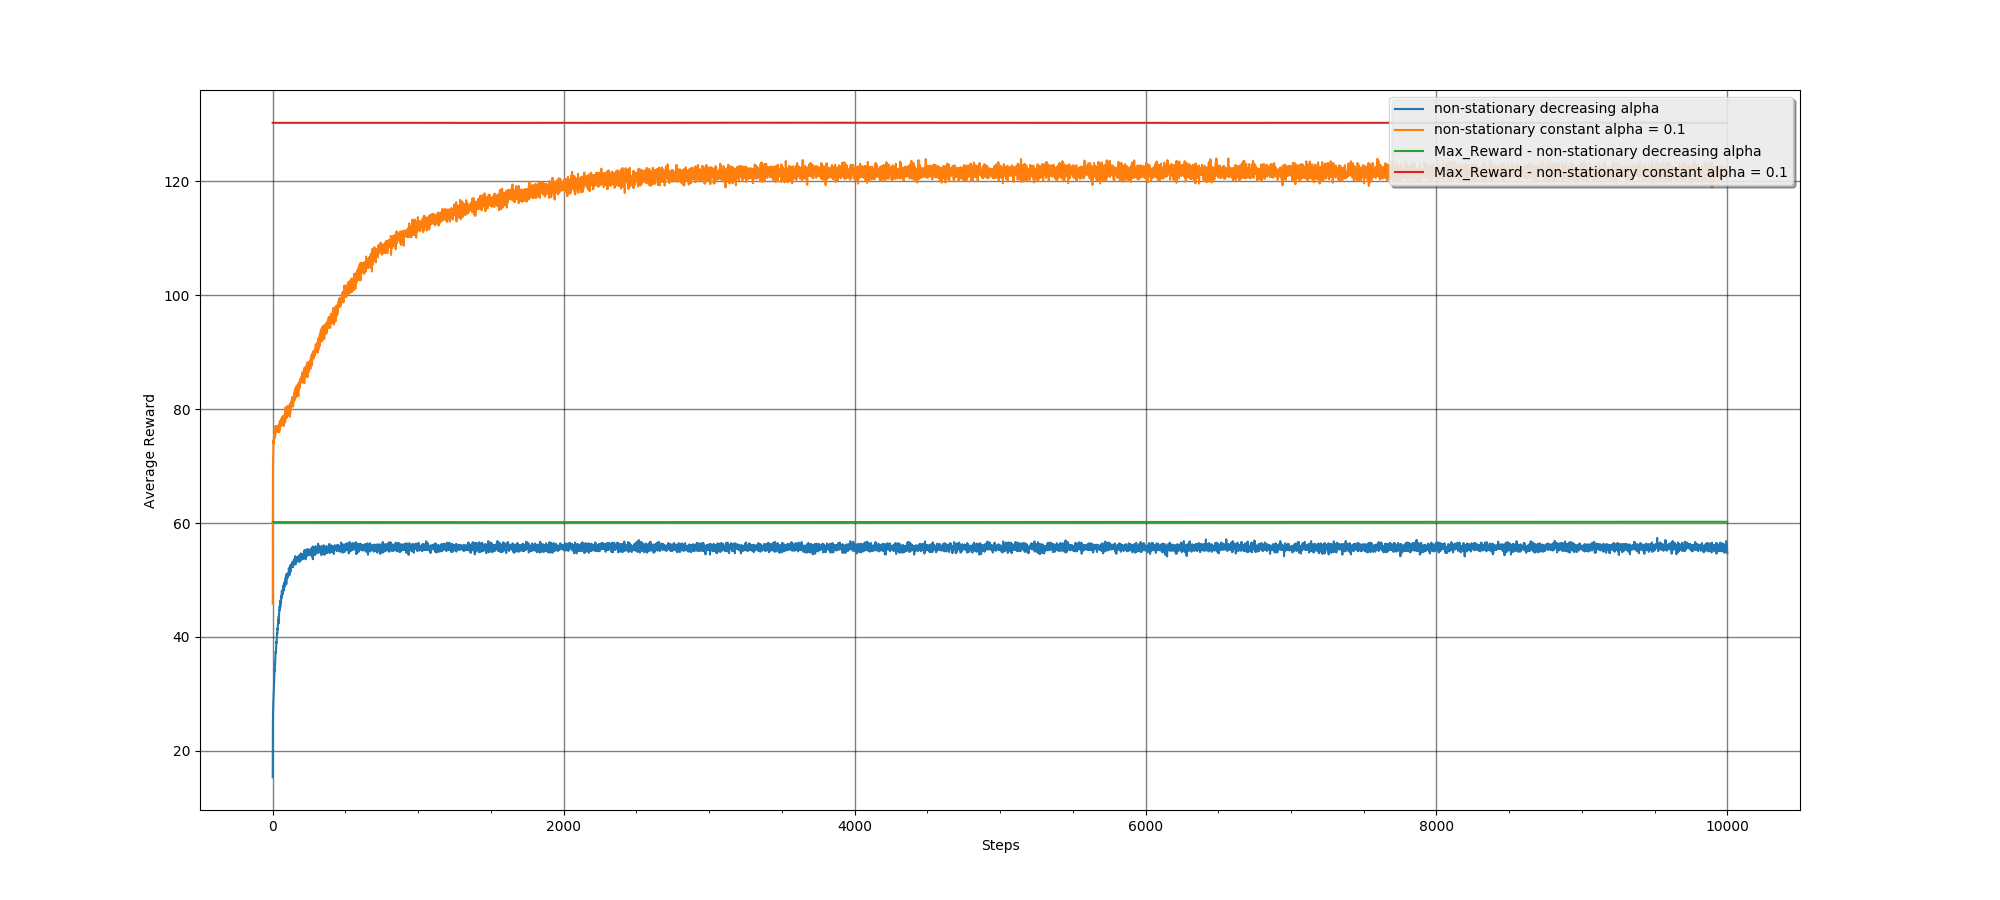 non-stationary decreasing alpha
non-stationary constant alpha = 0.1
Max_Reward - non-stationary decreasing alpha
Max_Reward - non-stationary constant alpha = 0.1
120
100
80
60
40
20
Average Reward
0 2000 4000 6000 8000 10000
Steps